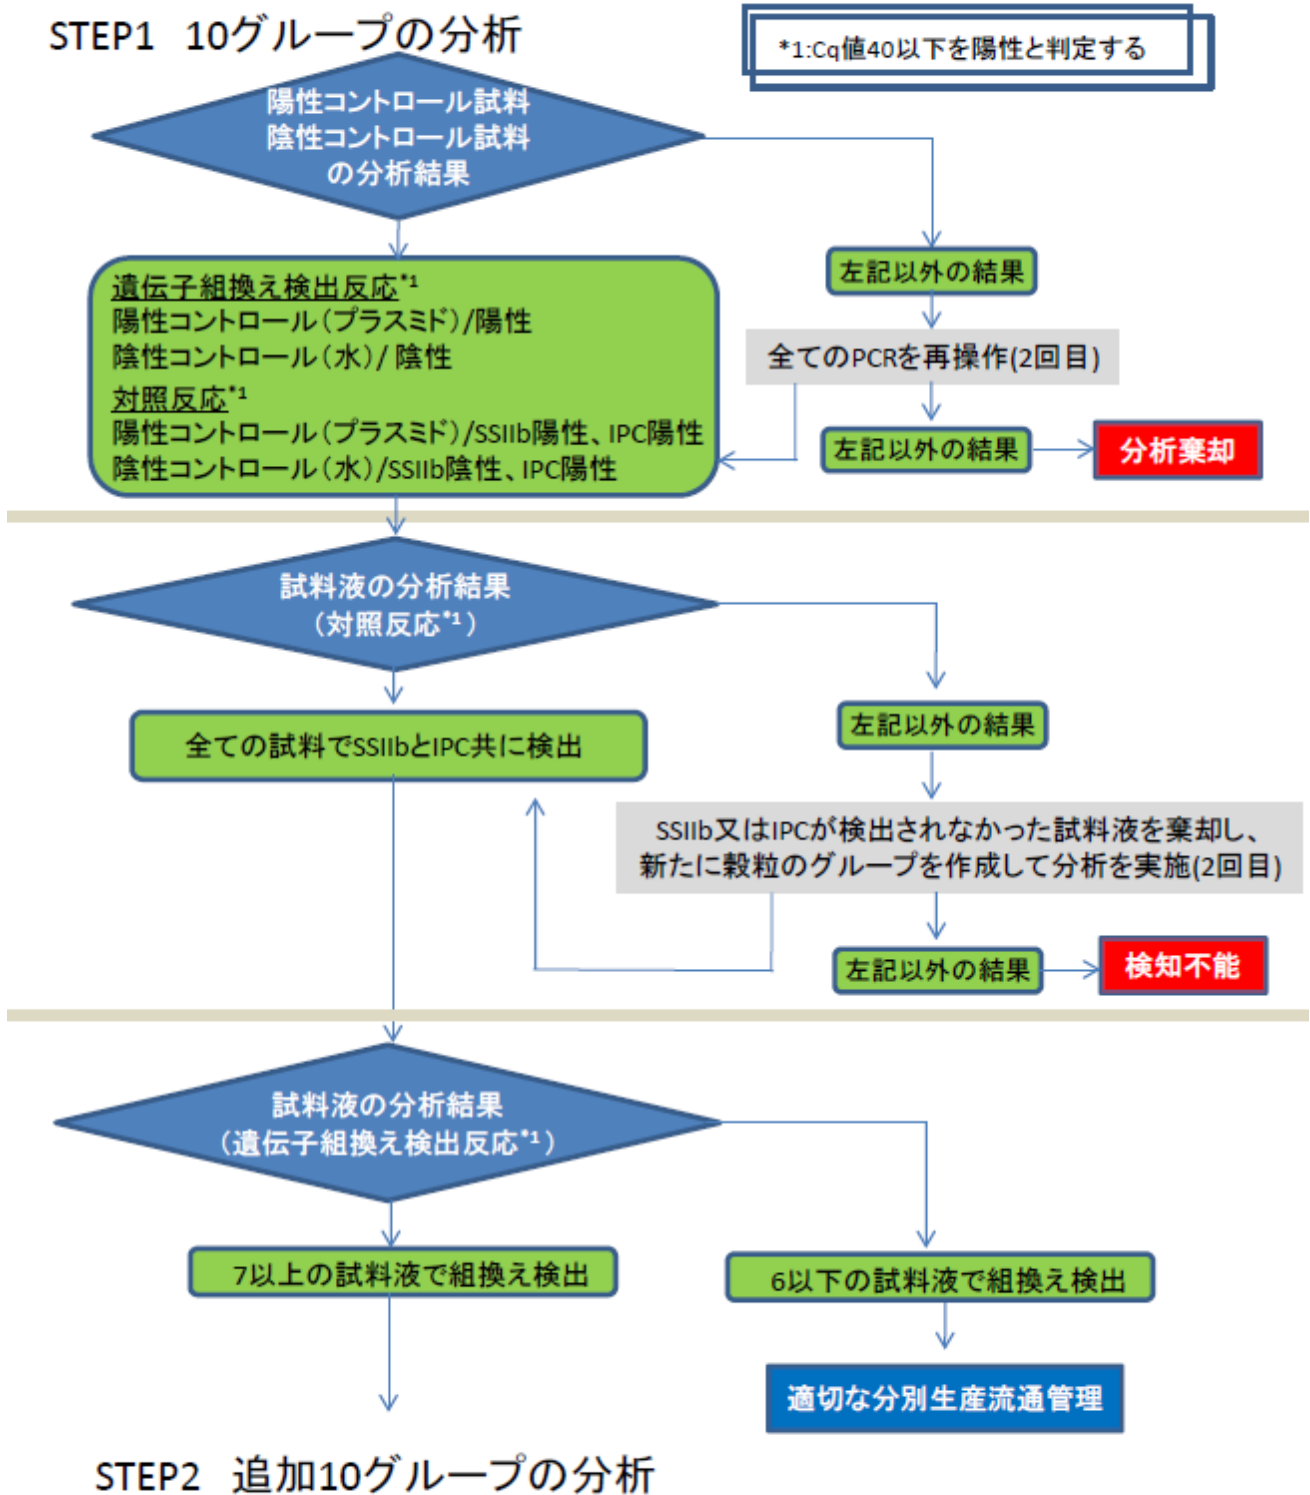 STEP1 10グループの分析
*1:Cq値40以下を陽性と判定する
陽性コントロール試料
陰性コントロール試料
の分析結果
遺伝子組換え検出反応*1
陽性コントロール(プラスミド)/陽性
陰性コントロール(水)/ 陰性
対照反応*1
陽性コントロール(プラスミド)/SSIIb陽性、IPC陽性
陰性コントロール(水)/SSIIb陰性、IPC陽性
左記以外の結果
全てのPCRを再操作(2回目)
左記以外の結果
分析棄却
試料液の分析結果
(対照反応*1)
全ての試料でSSIIbとIPC共に検出
左記以外の結果
SSIIb又はIPCが検出されなかった試料液を棄却し、
新たに穀粒のグループを作成して分析を実施(2回目)
左記以外の結果
検知不能
試料液の分析結果
(遺伝子組換え検出反応*1)
7以上の試料液で組換え検出
6以下の試料液で組換え検出
適切な分別生産流通管理
STEP2 追加10グループの分析